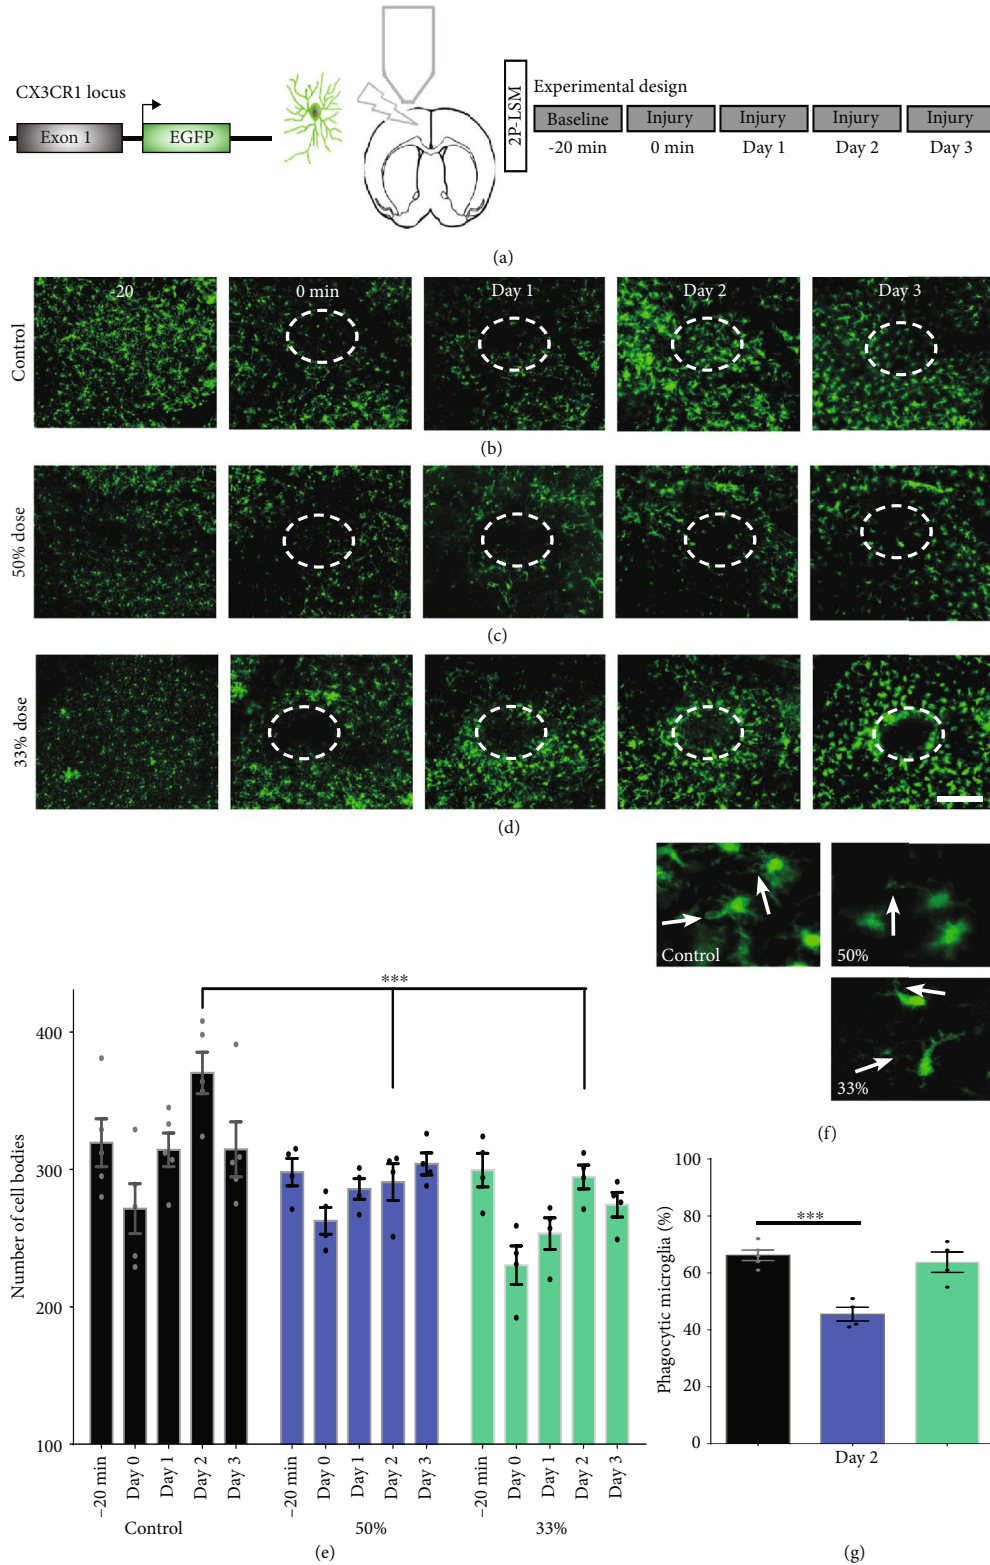 CX3CR1 locus
Exon 1
EGFP
2P-LSM
Experimental design
Baseline
Injury
Injury
Injury
Injury
-20 min
0 min
Day 1
Day 2
Day 3
(a)
Control
-20
0 min
Day 1
Day 2
Day 3
(b)
50% dose
(c)
33% dose
(d)
Number of cell bodies
400
300
200
100
***
−20 min
Day 0
Day 1
Day 2
Day 3
−20 min
Day 0
Day 1
Day 2
Day 3
−20 min
Day 0
Day 1
Day 2
Day 3
Control
50%
33%
(e)
Control
50%
33%
(f)
Phagocytic microglia (%)
100
80
60
40
20
0
***
Day 2
(g)